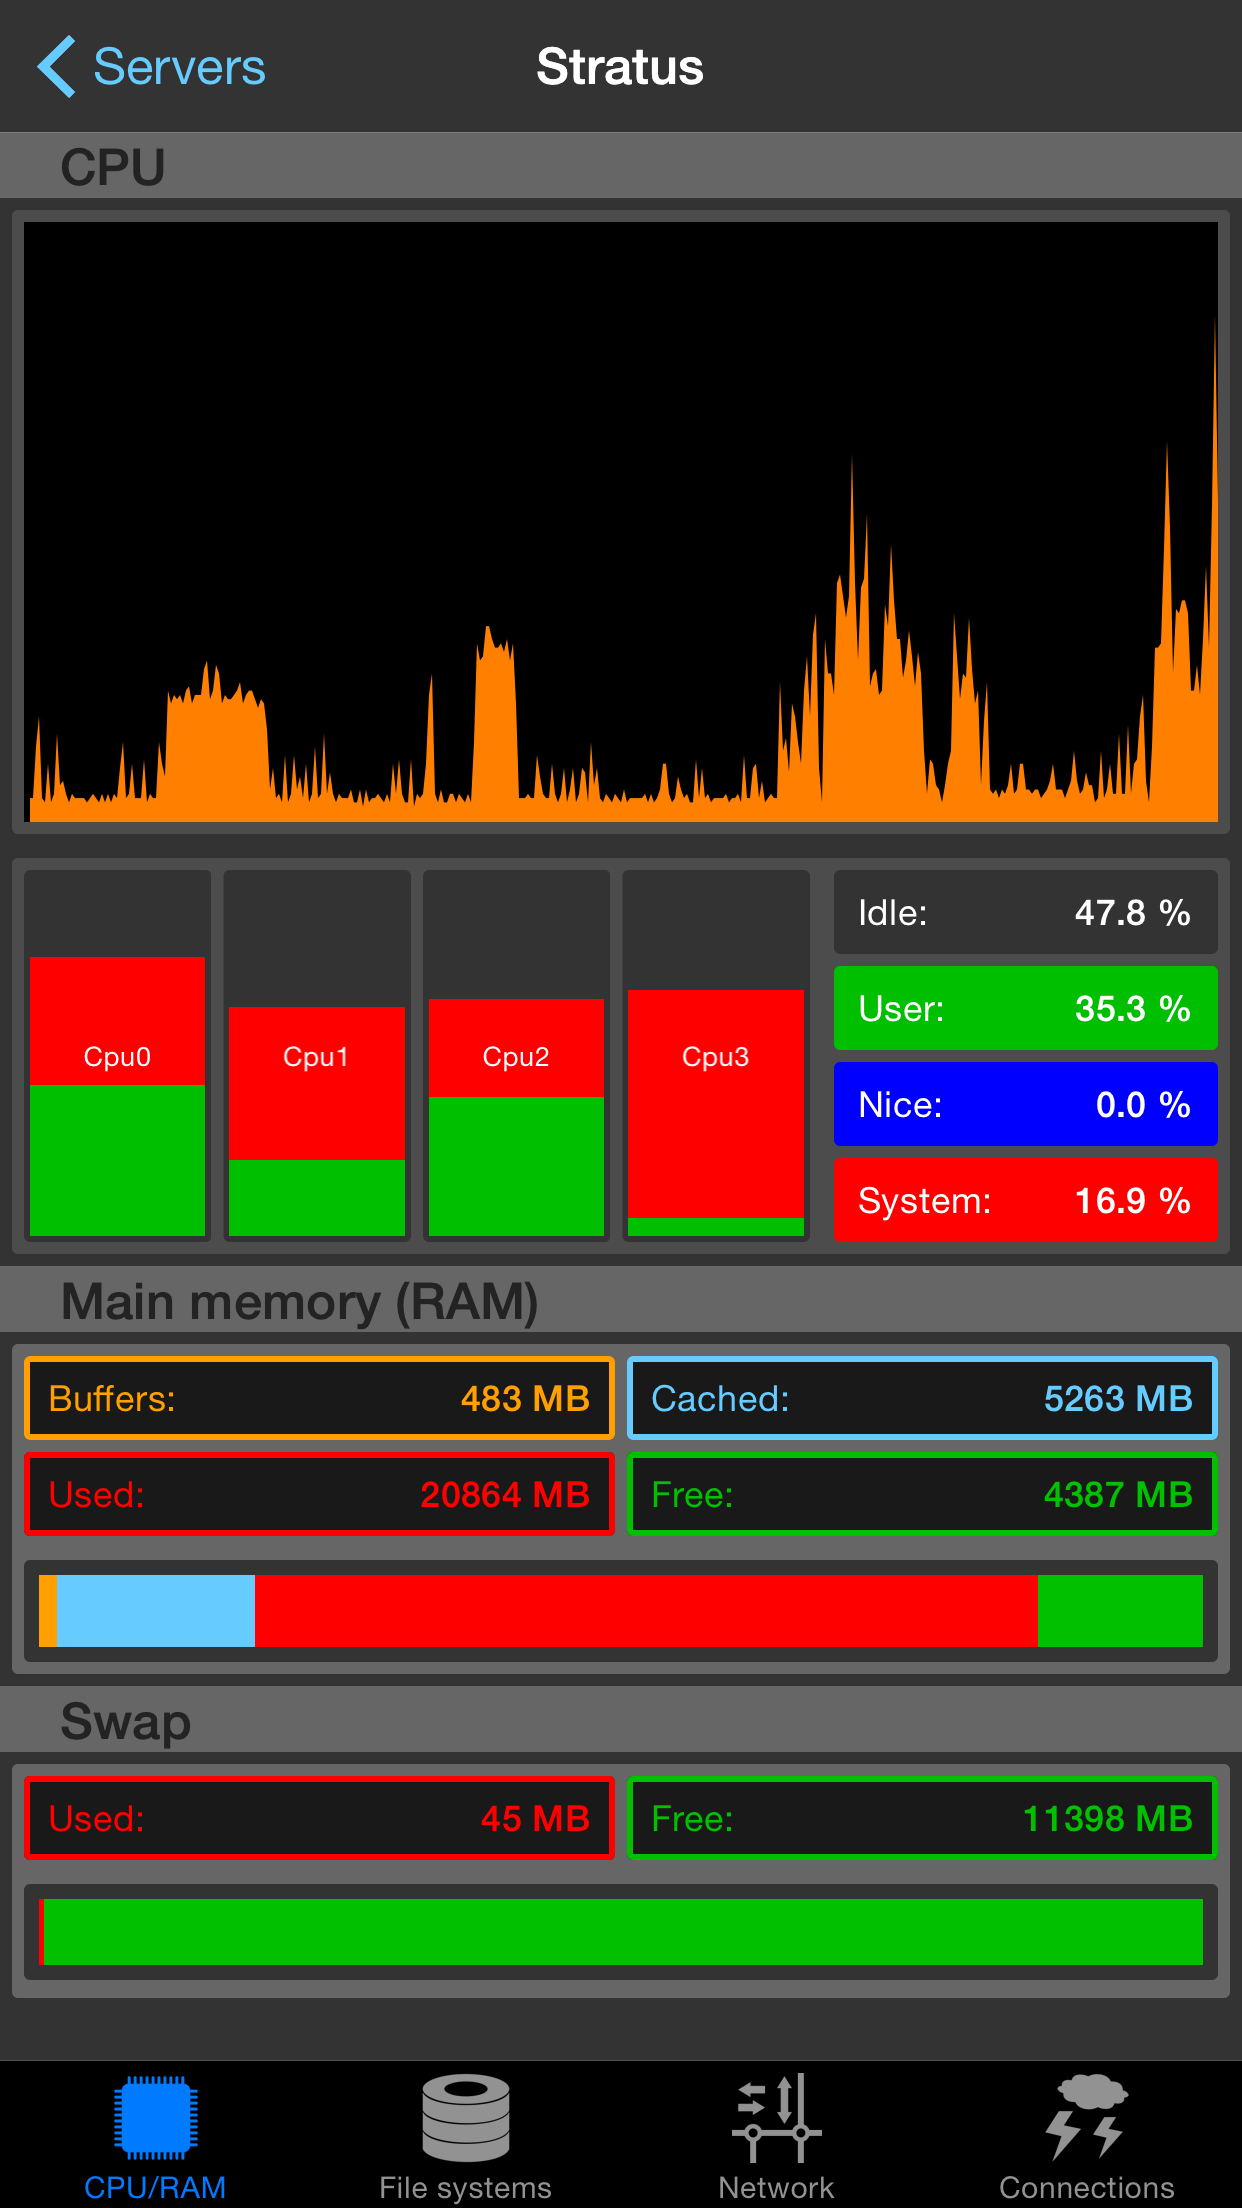 Servers
Stratus
CPU
Cpu0
Cpu1
Cpu2
Cpu3
Idle: 47.8 %
User: 35.3 %
Nice: 0.0 %
System: 16.9 %
Main memory (RAM)
Buffers: 483 MB
Cached: 5263 MB
Used: 20864 MB
Free: 4387 MB
Swap
Used: 45 MB
Free: 11398 MB
CPU/RAM
File systems
Network
Connections